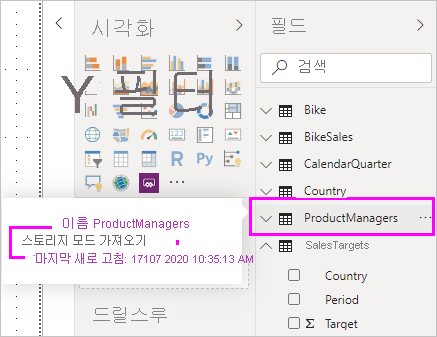 시각화
필드
검색
Y 필터
R Py
Bike
BikeSales
CalendarQuarter
Country
ProductManagers
SalesTargets
Country
Period
Σ Target
이름 ProductManagers
스토리지 모드 가져오기
마지막 새로 고침: 17107 2020 10:35:13 AM
드릴스루